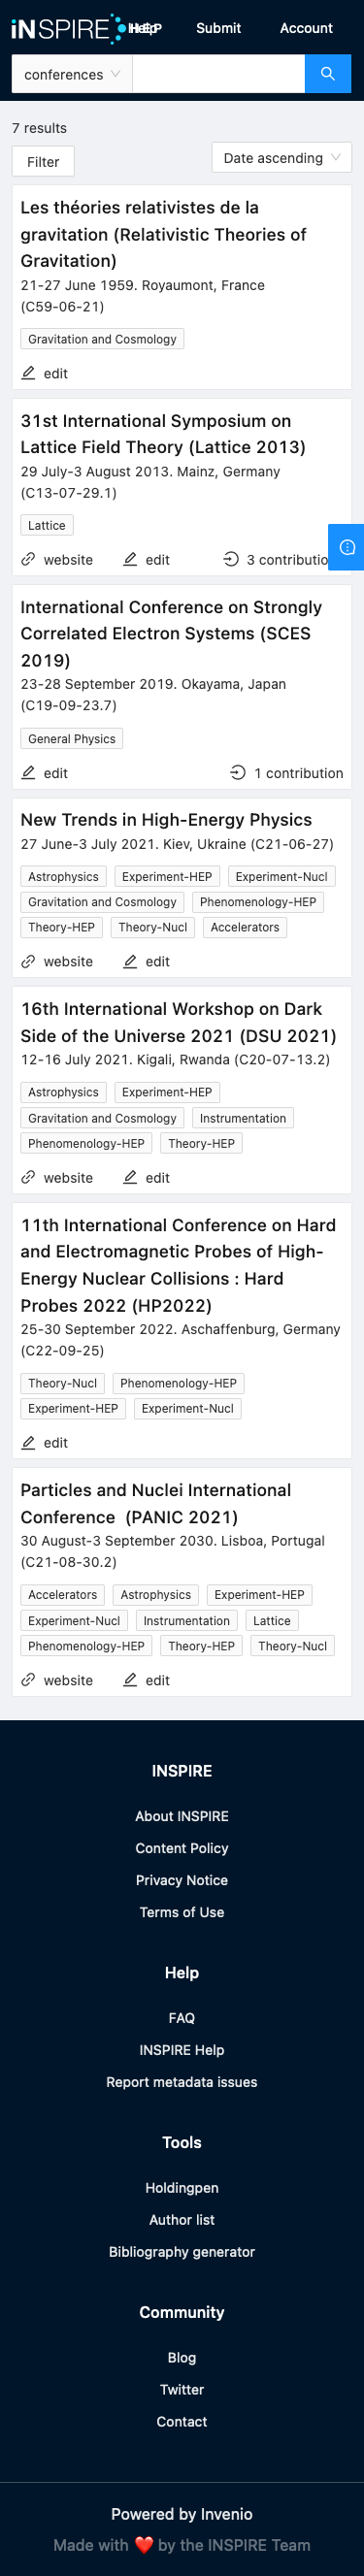 iNSPIRE HEP Help Submit Account
conferences
7 results
Filter Date ascending
Les théories relativistes de la
gravitation (Relativistic Theories of
Gravitation)
21-27 June 1959. Royaumont, France
(C59-06-21)
Gravitation and Cosmology
edit
31st International Symposium on
Lattice Field Theory (Lattice 2013)
29 July-3 August 2013. Mainz, Germany
(C13-07-29.1)
Lattice
website edit 3 contributio
International Conference on Strongly
Correlated Electron Systems (SCES
2019)
23-28 September 2019. Okayama, Japan
(C19-09-23.7)
General Physics
edit 1 contribution
New Trends in High-Energy Physics
27 June-3 July 2021. Kiev, Ukraine (C21-06-27)
Astrophysics Experiment-HEP Experiment-Nucl
Gravitation and Cosmology Phenomenology-HEP
Theory-HEP Theory-Nucl Accelerators
website edit
16th International Workshop on Dark
Side of the Universe 2021 (DSU 2021)
12-16 July 2021. Kigali, Rwanda (C20-07-13.2)
Astrophysics Experiment-HEP
Gravitation and Cosmology Instrumentation
Phenomenology-HEP Theory-HEP
website edit
11th International Conference on Hard
and Electromagnetic Probes of High-
Energy Nuclear Collisions : Hard
Probes 2022 (HP2022)
25-30 September 2022. Aschaffenburg, Germany
(C22-09-25)
Theory-Nucl Phenomenology-HEP
Experiment-HEP Experiment-Nucl
edit
Particles and Nuclei International
Conference (PANIC 2021)
30 August-3 September 2030. Lisboa, Portugal
(C21-08-30.2)
Accelerators Astrophysics Experiment-HEP
Experiment-Nucl Instrumentation Lattice
Phenomenology-HEP Theory-HEP Theory-Nucl
website edit
INSPIRE
About INSPIRE
Content Policy
Privacy Notice
Terms of Use
Help
FAQ
INSPIRE Help
Report metadata issues
Tools
Holdingpen
Author list
Bibliography generator
Community
Blog
Twitter
Contact
Powered by Invenio
Made with ❤️ by the INSPIRE Team